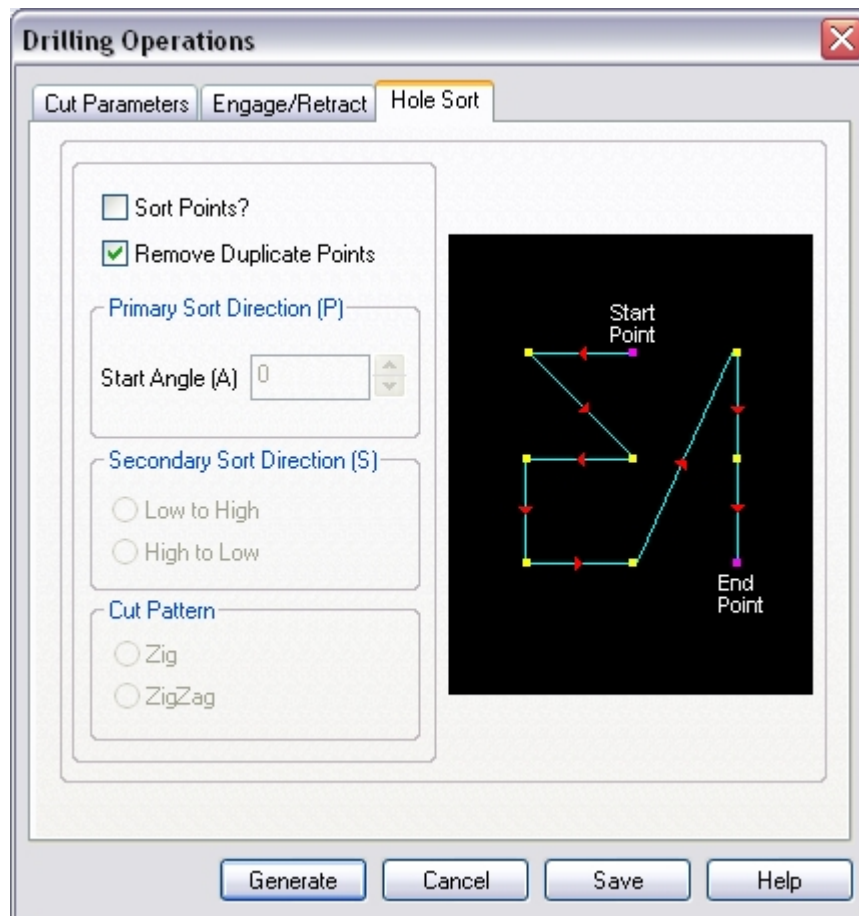 Drilling Operations
Cut Parameters
Engage/Retract
Hole Sort
Sort Points?
Remove Duplicate Points
Primary Sort Direction (P)
Start Angle (A)
0
Secondary Sort Direction (S)
Low to High
High to Low
Cut Pattern
Zig
ZigZag
Start
Point
End
Point
Generate
Cancel
Save
Help